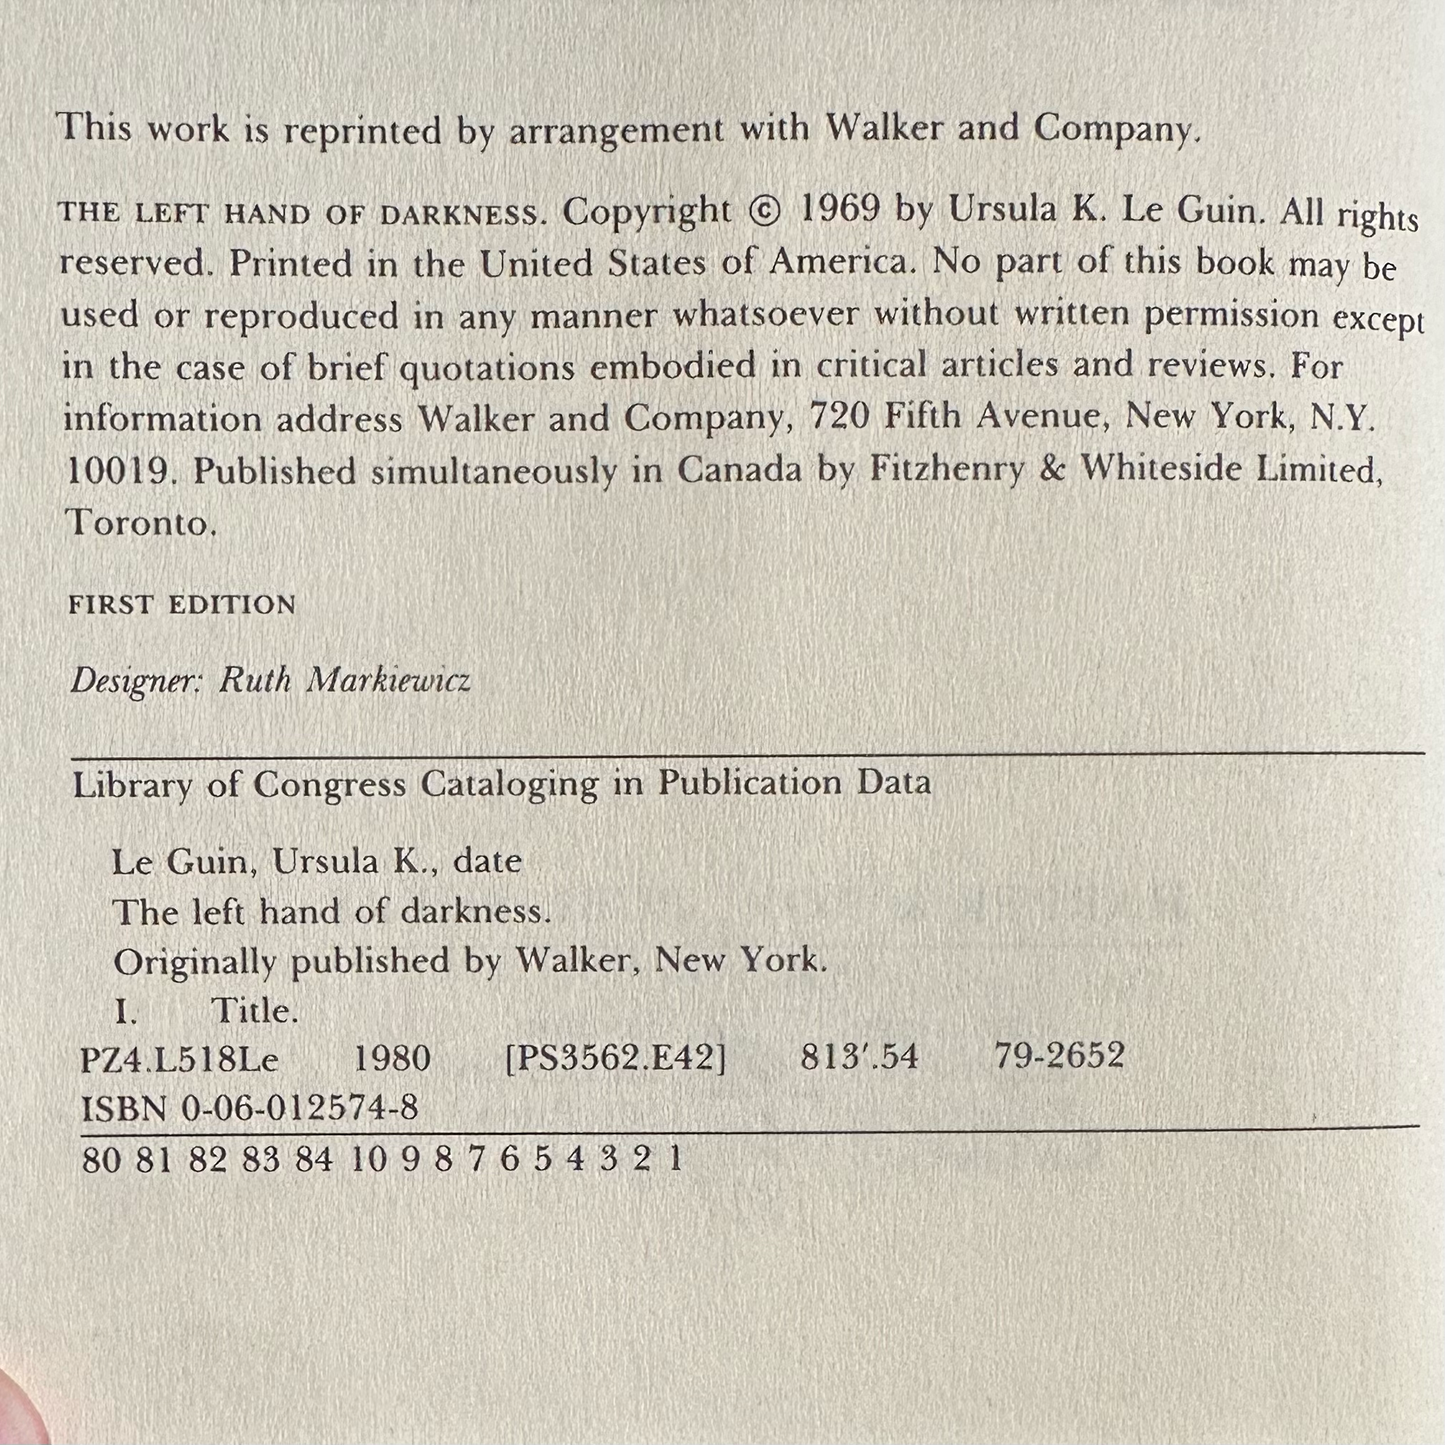 This work is reprinted by arrangement with Walker and Company.
THE LEFT HAND OF DARKNESS. Copyright © 1969 by Ursula K. Le Guin. All rights
reserved. Printed in the United States of America. No part of this book may be
used or reproduced in any manner whatsoever without written permission except
in the case of brief quotations embodied in critical articles and reviews. For
information address Walker and Company, 720 Fifth Avenue, New York, N.Y.
10019. Published simultaneously in Canada by Fitzhenry & Whiteside Limited,
Toronto.
FIRST EDITION
Designer: Ruth Markiewicz
Library of Congress Cataloging in Publication Data
Le Guin, Ursula K., date
The left hand of darkness.
Originally published by Walker, New York.
I. Title.
PZ4.L518Le 1980 [PS3562.E42] 813′.54 79-2652
ISBN 0-06-012574-8
80 81 82 83 84 10 9 8 7 6 5 4 3 2 1